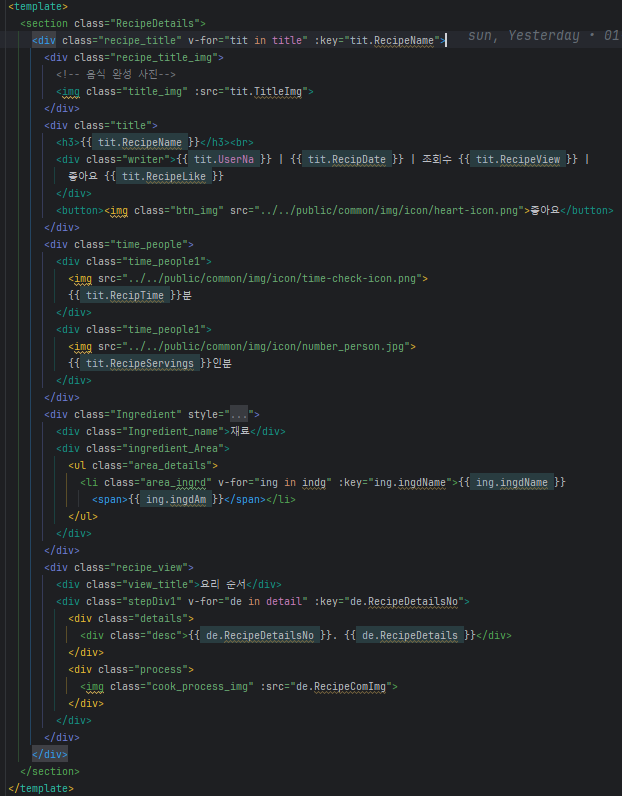 <template>
<section class="RecipeDetails">
<div class="recipe_title" v-for="tit in title" :key="tit.RecipeName"> sun, Yesterday • 01
<div class="recipe_title_img">
<!-- 음식 완성 사진-->
<img class="title_img" :src="tit.TitleImg">
</div>
<div class="title">
<h3>{{ tit.RecipeName }}</h3><br>
<div class="writer">{{ tit.UserNa }} | {{ tit.RecipDate }} | 조회수 {{ tit.RecipeView }} |
좋아요 {{ tit.RecipeLike }}
</div>
<button><img class="btn_img" src="../../public/common/img/icon/heart-icon.png">좋아요</button>
</div>
<div class="time_people">
<div class="time_people1">
<img src="../../public/common/img/icon/time-check-icon.png">
{{ tit.RecipTime }}분
</div>
<div class="time_people1">
<img src="../../public/common/img/icon/number_person.jpg">
{{ tit.RecipeServings }}인분
</div>
</div>
<div class="Ingredient" style="...">
<div class="Ingredient_name">재료</div>
<div class="ingredient_Area">
<ul class="area_details">
<li class="area_ingrd" v-for="ing in indg" :key="ing.ingdName">{{ ing.ingdName }}
<span>{{ ing.ingdAm }}</span></li>
</ul>
</div>
</div>
<div class="recipe_view">
<div class="view_title">요리 순서</div>
<div class="stepDiv1" v-for="de in detail" :key="de.RecipeDetailsNo">
<div class="details">
<div class="desc">{{ de.RecipeDetailsNo }}. {{ de.RecipeDetails }}</div>
</div>
<div class="process">
<img class="cook_process_img" :src="de.RecipeComImg">
</div>
</div>
</div>
</div>
</section>
</template>